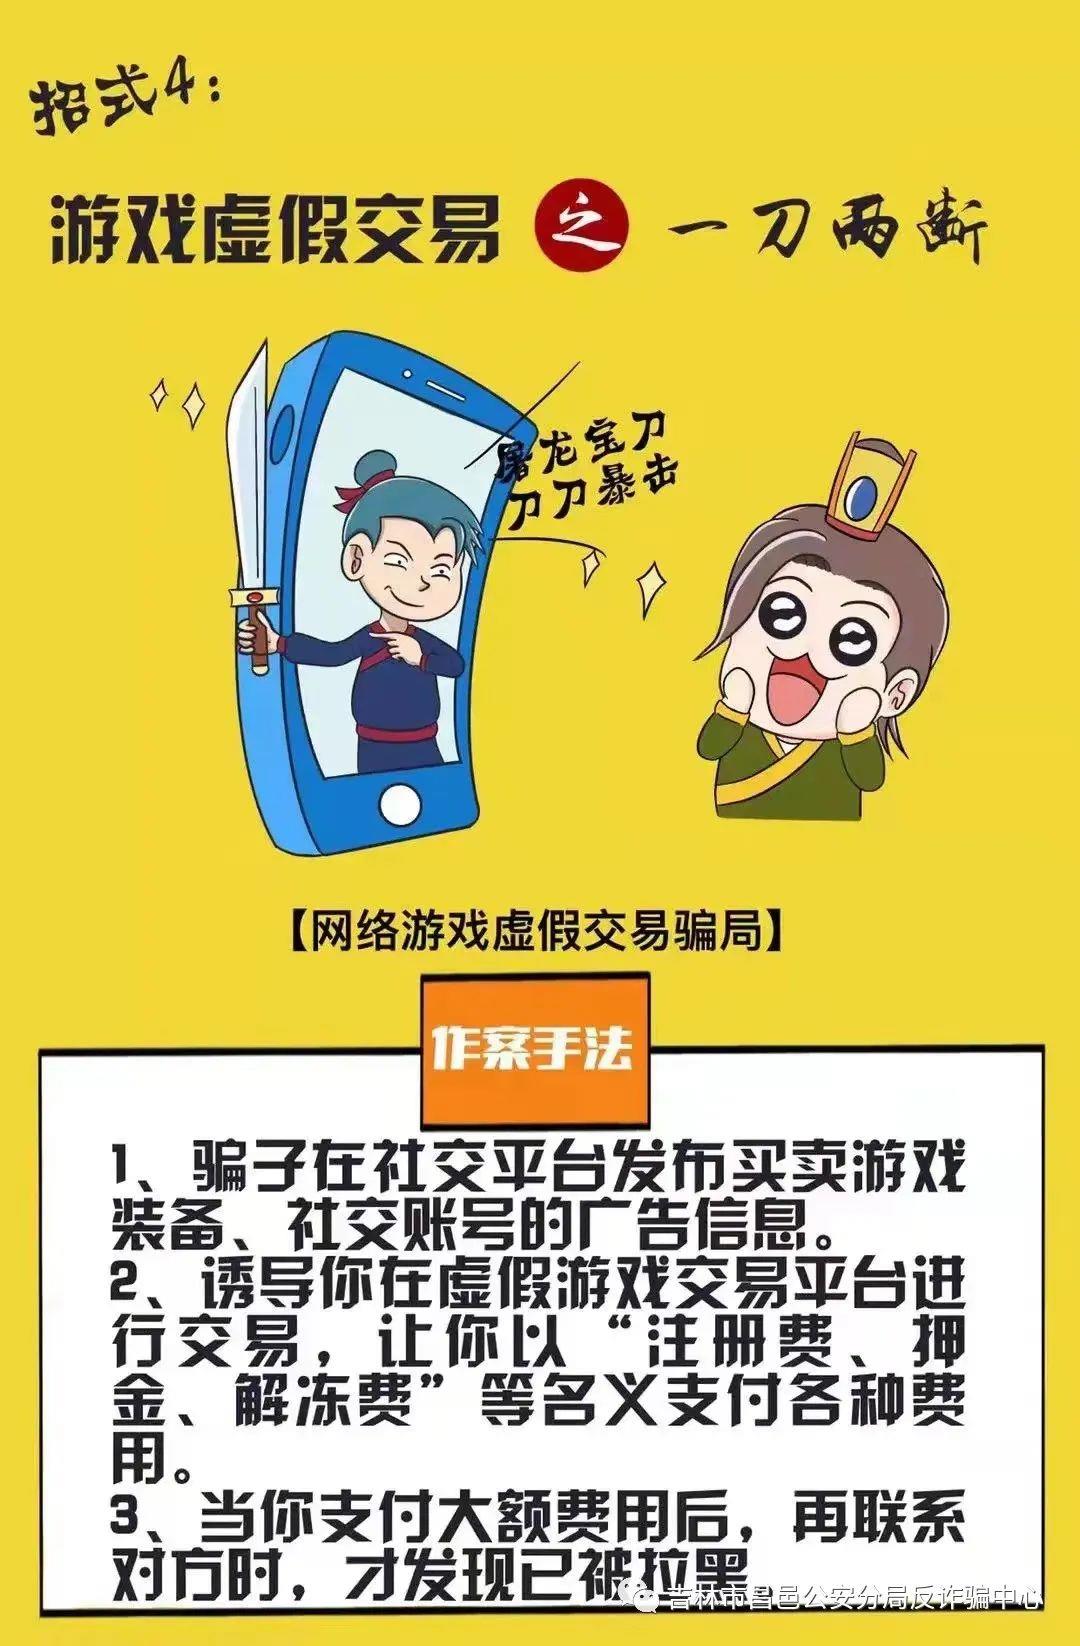 招式4：
游戏虚假交易 之 一刀两断
屠龙宝刀
刀刀暴击
【网络游戏虚假交易骗局】
作案手法
1、骗子在社交平台发布买卖游戏
装备、社交账号的广告信息。
2、诱导你在虚假游戏交易平台进
行交易，让你以“注册费、押
金、解冻费”等名义支付各种费
用。
3、当你支付大额费用后，再联系
对方时，才发现已被拉黑
吉林市昌邑公安分局反诈骗中心